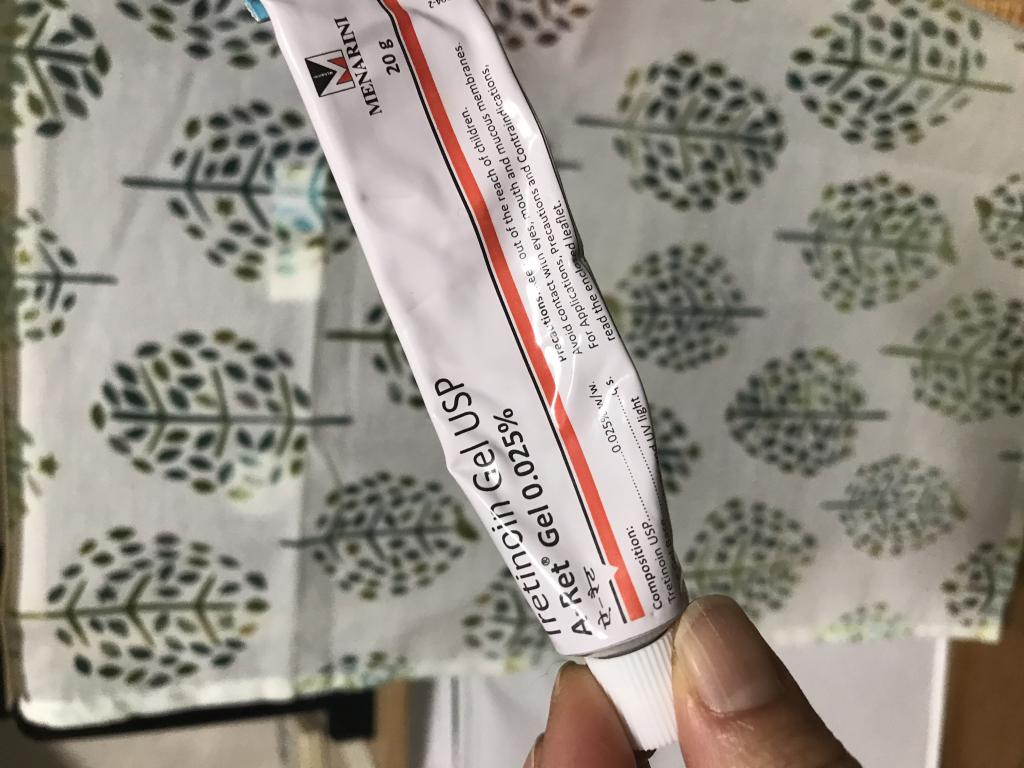 Tretinoin Gel USP
A-Ret® Gel 0.025%
MENARINI
20 g
Composition:
Tretinoin USP..................0.025% w/w.
Precautions: out of the reach of children.
Avoid contact with eyes, mouth and mucous membranes.
For Applications, Precautions and Contraindications,
read the enclosed leaflet.
UV light